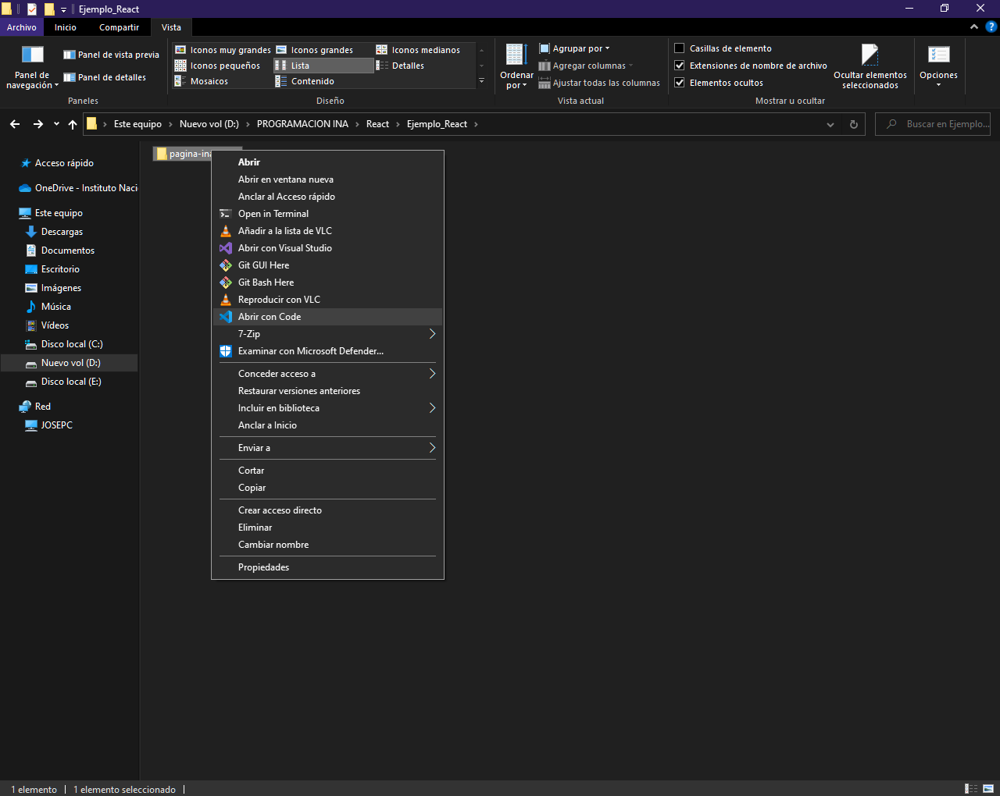 Ejemplo_React
Archivo Inicio Compartir Vista
Panel de navegación
Panel de vista previa
Panel de detalles
Paneles
Iconos muy grandes Iconos grandes Iconos medianos
Iconos pequeños Lista Detalles
Mosaicos Contenido
Diseño
Ordenar por
Agrupar por
Agregar columnas
Ajustar todas las columnas
Vista actual
Casillas de elemento
Extensiones de nombre de archivo
Elementos ocultos
Ocultar elementos seleccionados
Mostrar u ocultar
Opciones
Este equipo > Nuevo vol (D:) > PROGRAMACION INA > React > Ejemplo_React >
Buscar en Ejemplo...
Acceso rápido
OneDrive - Instituto Naci
Este equipo
Descargas
Documentos
Escritorio
Imágenes
Música
Vídeos
Disco local (C:)
Nuevo vol (D:)
Disco local (E:)
Red
JOSEPC
pagina-ina
Abrir
Abrir en ventana nueva
Anclar al Acceso rápido
Open in Terminal
Añadir a la lista de VLC
Abrir con Visual Studio
Git GUI Here
Git Bash Here
Reproducir con VLC
Abrir con Code
7-Zip
Examinar con Microsoft Defender...
Conceder acceso a
Restaurar versiones anteriores
Incluir en biblioteca
Anclar a Inicio
Enviar a
Cortar
Copiar
Crear acceso directo
Eliminar
Cambiar nombre
Propiedades
1 elemento | 1 elemento seleccionado |